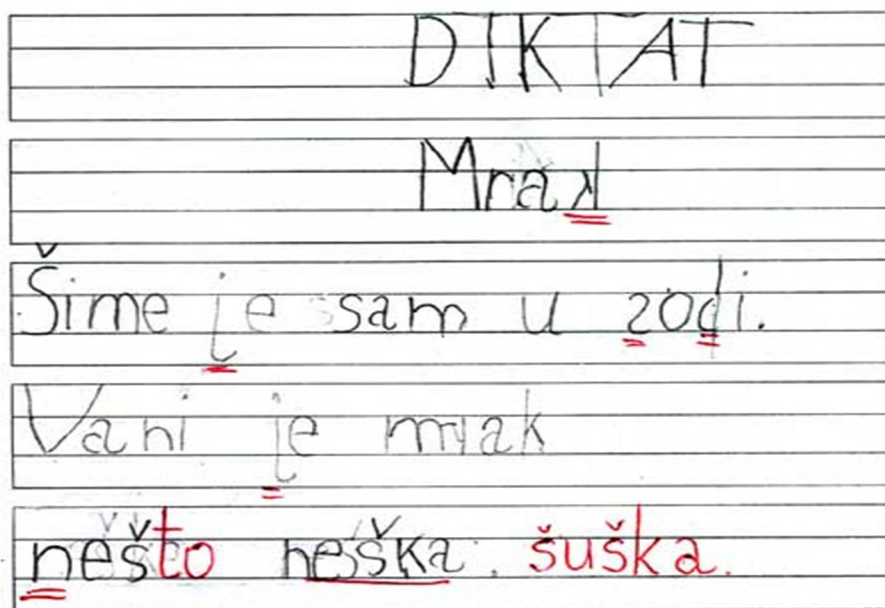 DIKTAT
Mrak
Šime je sam u zodi.
Vani je mrak
nešto neška. šuška.